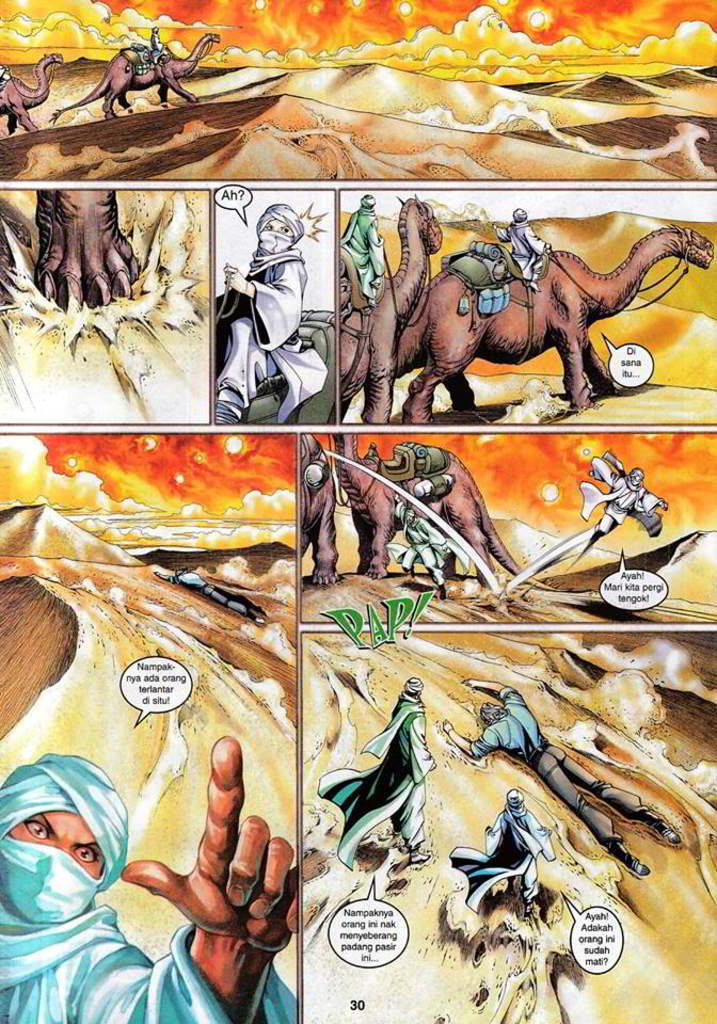 Ah?
Di
sana
itu...
Nampak-
nya ada orang
terlantar
di situ!
Ayah!
Mari kita pergi
tengok!
PAP!
Nampaknya
orang ini nak
menyeberang
padang pasir
ini...
Ayah!
Adakah
orang ini
sudah
mati?
30